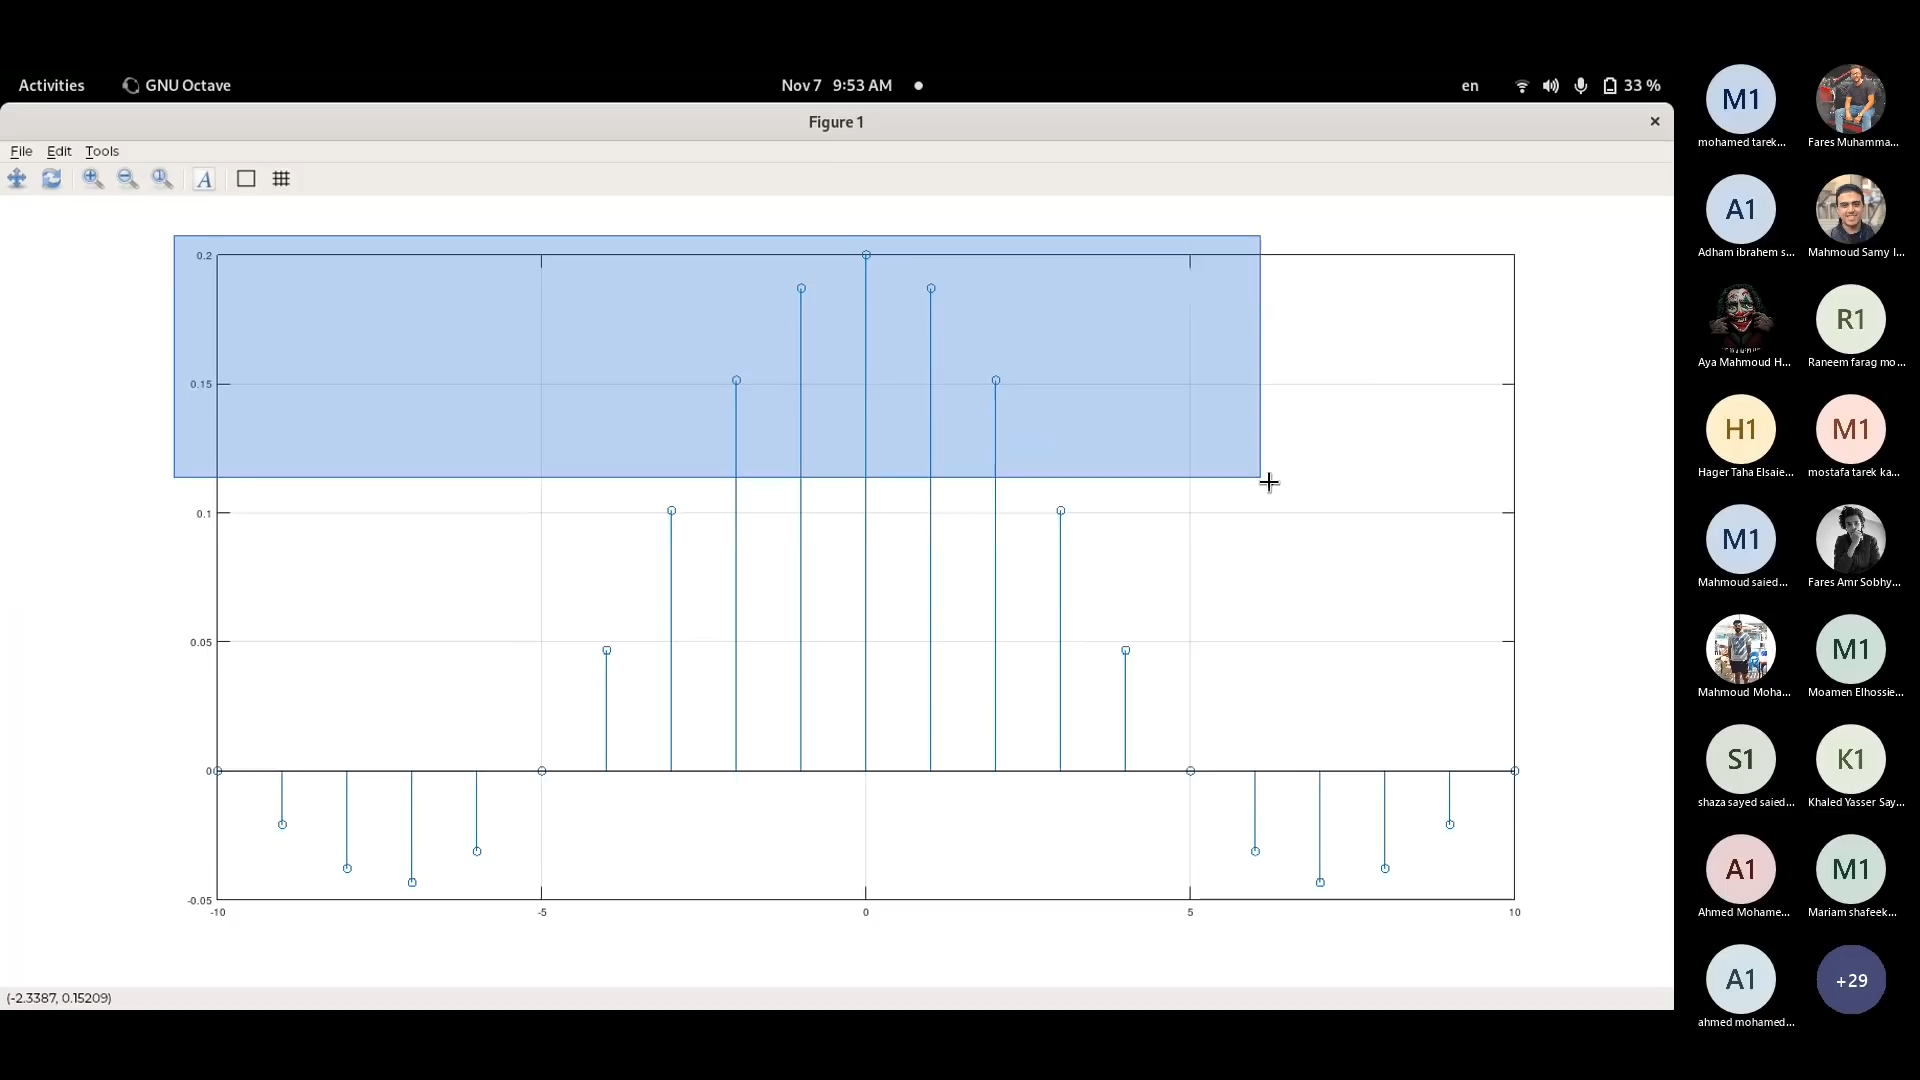 Activities GNU Octave Nov 7 9:53 AM en 33 %
Figure 1
File Edit Tools
A
0.2
0.15
0.1
0.05
0
-0.05
-10 -5 0 5 10
(-2.3387, 0.15209)
M1
mohamed tarek... Fares Muhamma...
A1
Adham ibrahem s... Mahmoud Samy I...
R1
Aya Mahmoud H... Raneem farag mo...
H1 M1
Hager Taha Elsaie... mostafa tarek ka...
M1
Mahmoud saied... Fares Amr Sobhy...
M1
Mahmoud Moha... Moamen Elhossie...
S1 K1
shaza sayed saied... Khaled Yasser Say...
A1 M1
Ahmed Mohame... Mariam shafeek...
A1 +29
ahmed mohamed...